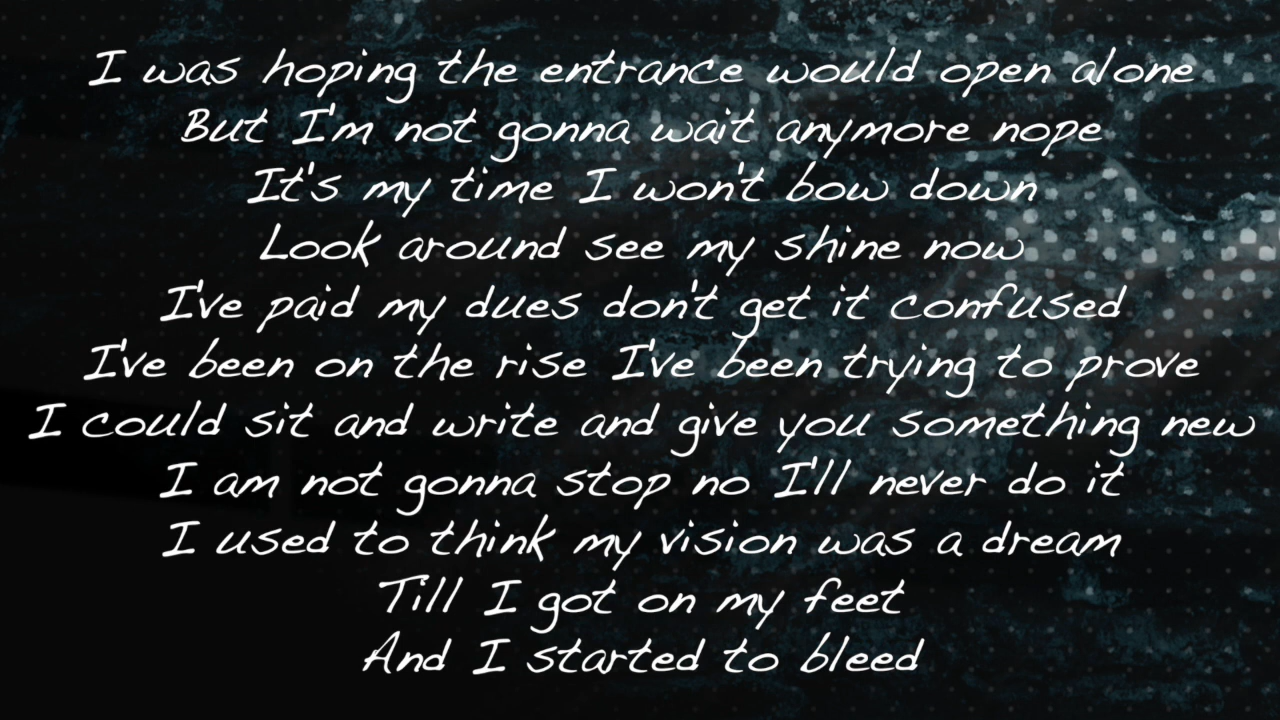 I was hoping the entrance would open alone
But I'm not gonna wait anymore nope
It's my time I won't bow down
Look around see my shine now
I've paid my dues don't get it confused
I've been on the rise I've been trying to prove
I could sit and write and give you something new
I am not gonna stop no I'll never do it
I used to think my vision was a dream
Till I got on my feet
And I started to bleed